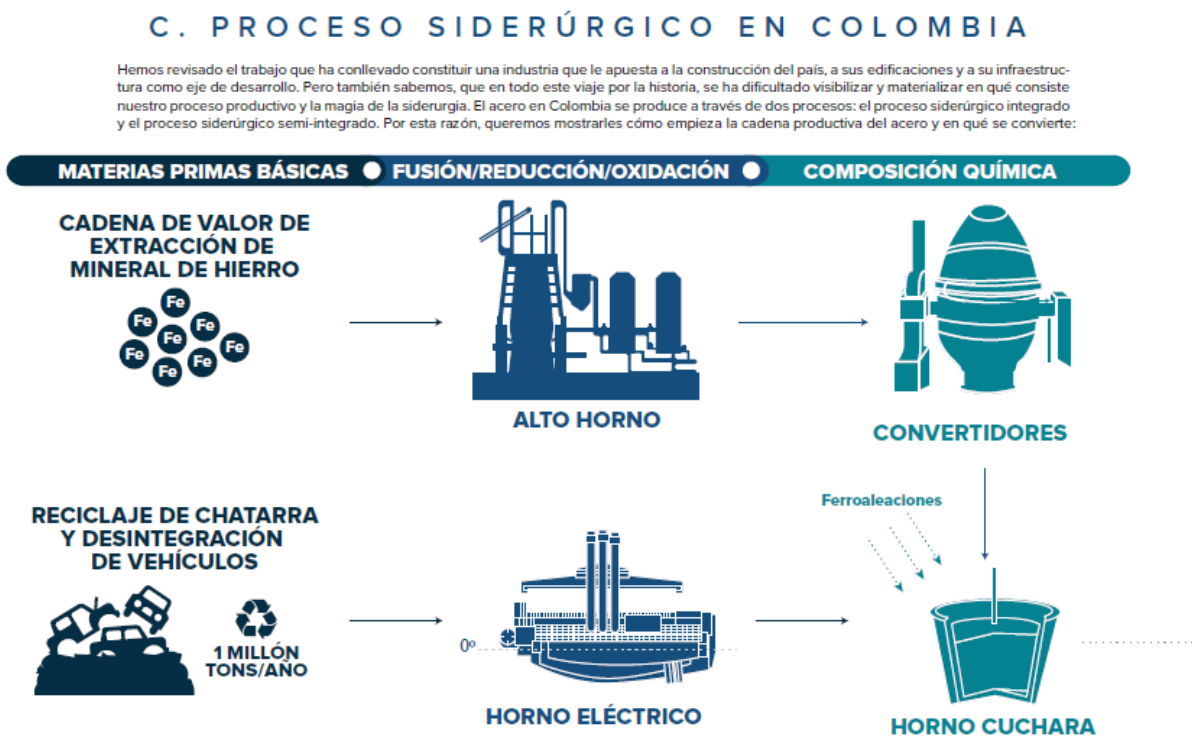 C. PROCESO SIDERÚRGICO EN COLOMBIA
Hemos revisado el trabajo que ha conllevado constituir una industria que le apuesta a la construcción del país, a sus edificaciones y a su infraestruc-
tura como eje de desarrollo. Pero también sabemos, que en todo este viaje por la historia, se ha dificultado visibilizar y materializar en qué consiste
nuestro proceso productivo y la magia de la siderurgia. El acero en Colombia se produce a través de dos procesos: el proceso siderúrgico integrado
y el proceso siderúrgico semi-integrado. Por esta razón, queremos mostrarles cómo empieza la cadena productiva del acero y en qué se convierte:
MATERIAS PRIMAS BÁSICAS
FUSIÓN/REDUCCIÓN/OXIDACIÓN
COMPOSICIÓN QUÍMICA
CADENA DE VALOR DE
EXTRACCIÓN DE
MINERAL DE HIERRO
Fe
Fe
Fe
Fe
Fe
Fe
Fe
Fe
ALTO HORNO
CONVERTIDORES
RECICLAJE DE CHATARRA
Y DESINTEGRACIÓN
DE VEHÍCULOS
1 MILLÓN
TONS/AÑO
0º
HORNO ELÉCTRICO
Ferroaleaciones
HORNO CUCHARA